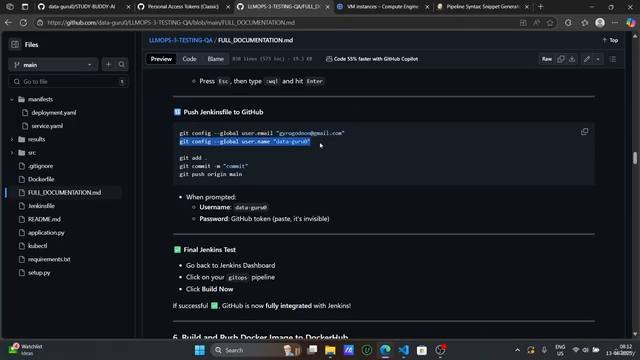 data-guru0/STUDY-BUDDY-AI
Personal Access Tokens (Classic)
LLMOPS-3-TESTING-QA/FULL_D
VM instances – Compute Engine
Pipeline Syntax: Snippet Generator
https://github.com/data-guru0/LLMOPS-3-TESTING-QA/blob/main/FULL_DOCUMENTATION.md
Files
LLMOPS-3-TESTING-QA / FULL_DOCUMENTATION.md
Top
main
Preview
Code
Blame
Code 55% faster with GitHub Copilot
Raw
Go to file
Press Esc, then type :wq! and hit Enter
manifests
deployment.yaml
service.yaml
results
src
.gitignore
Dockerfile
FULL_DOCUMENTATION.md
Jenkinsfile
README.md
application.py
kubectl
requirements.txt
setup.py
Push Jenkinsfile to GitHub
git config --global user.email "gyrogodnon@gmail.com"
git config --global user.name "data-guru0"
git add .
git commit -m "commit"
git push origin main
When prompted:
Username: data-guru0
Password: GitHub token (paste, it's invisible)
Final Jenkins Test
Go back to Jenkins Dashboard
Click on your gitops pipeline
Click Build Now
If successful ✅, GitHub is now fully integrated with Jenkins!
6. Build and Push Docker Image to DockerHub
Watchlist
Ideas
Search
ENG
US
08:12